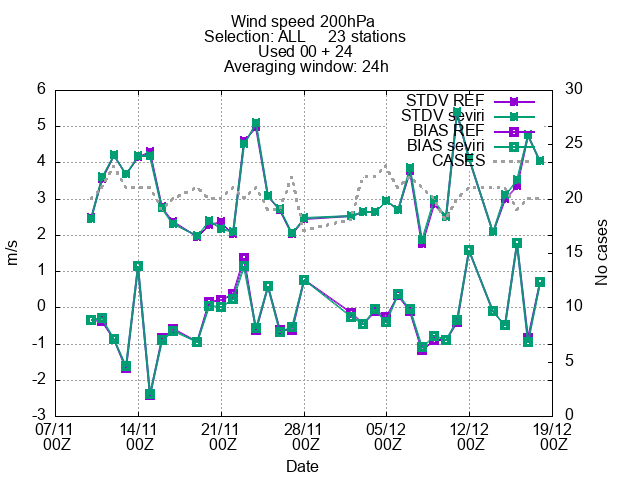 Wind speed 200hPa
Selection: ALL 23 stations
Used 00 + 24
Averaging window: 24h
6
5
4
3
2
1
0
-1
-2
-3
30
25
20
15
10
5
0
STDV REF
STDV seviri
BIAS REF
BIAS seviri
CASES
m/s
No cases
07/11 14/11 21/11 28/11 05/12 12/12 19/12
00Z 00Z 00Z 00Z 00Z 00Z 00Z
Date